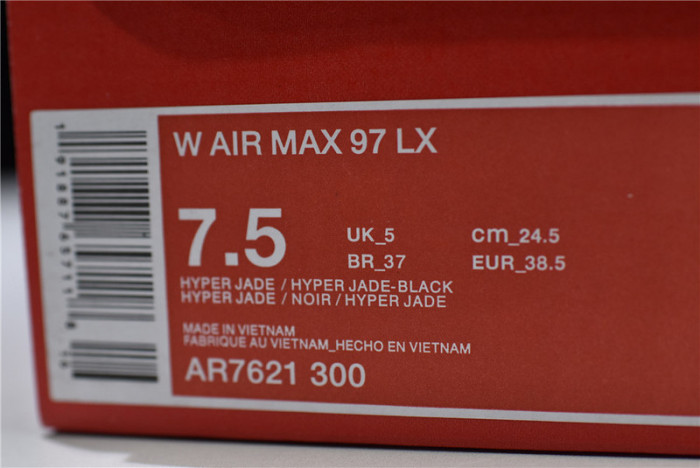 W AIR MAX 97 LX
7.5
UK_5 cm_24.5
BR_37 EUR_38.5
HYPER JADE / HYPER JADE-BLACK
HYPER JADE / NOIR / HYPER JADE
MADE IN VIETNAM
FABRIQUE AU VIETNAM_HECHO EN VIETNAM
AR7621 300